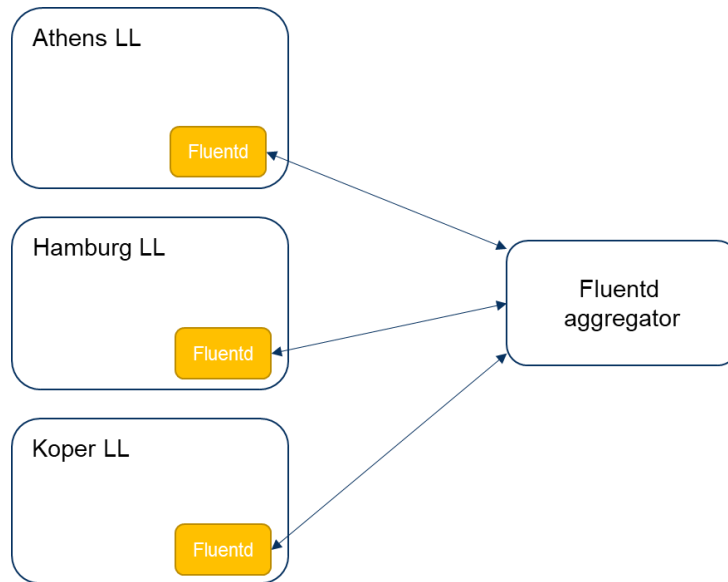 Athens LL
Fluentd
Hamburg LL
Fluentd
Fluentd
aggregator
Koper LL
Fluentd